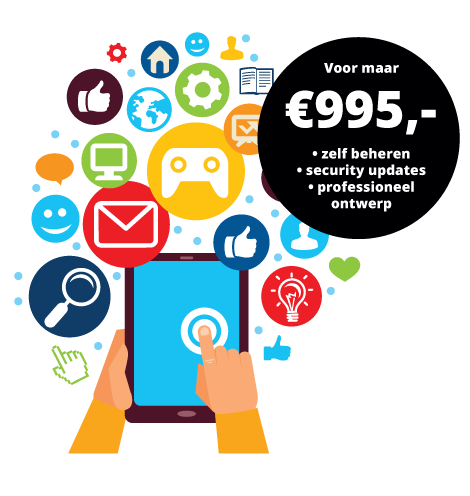 Voor maar
€995,-
• zelf beheren
• security updates
• professioneel
ontwerp